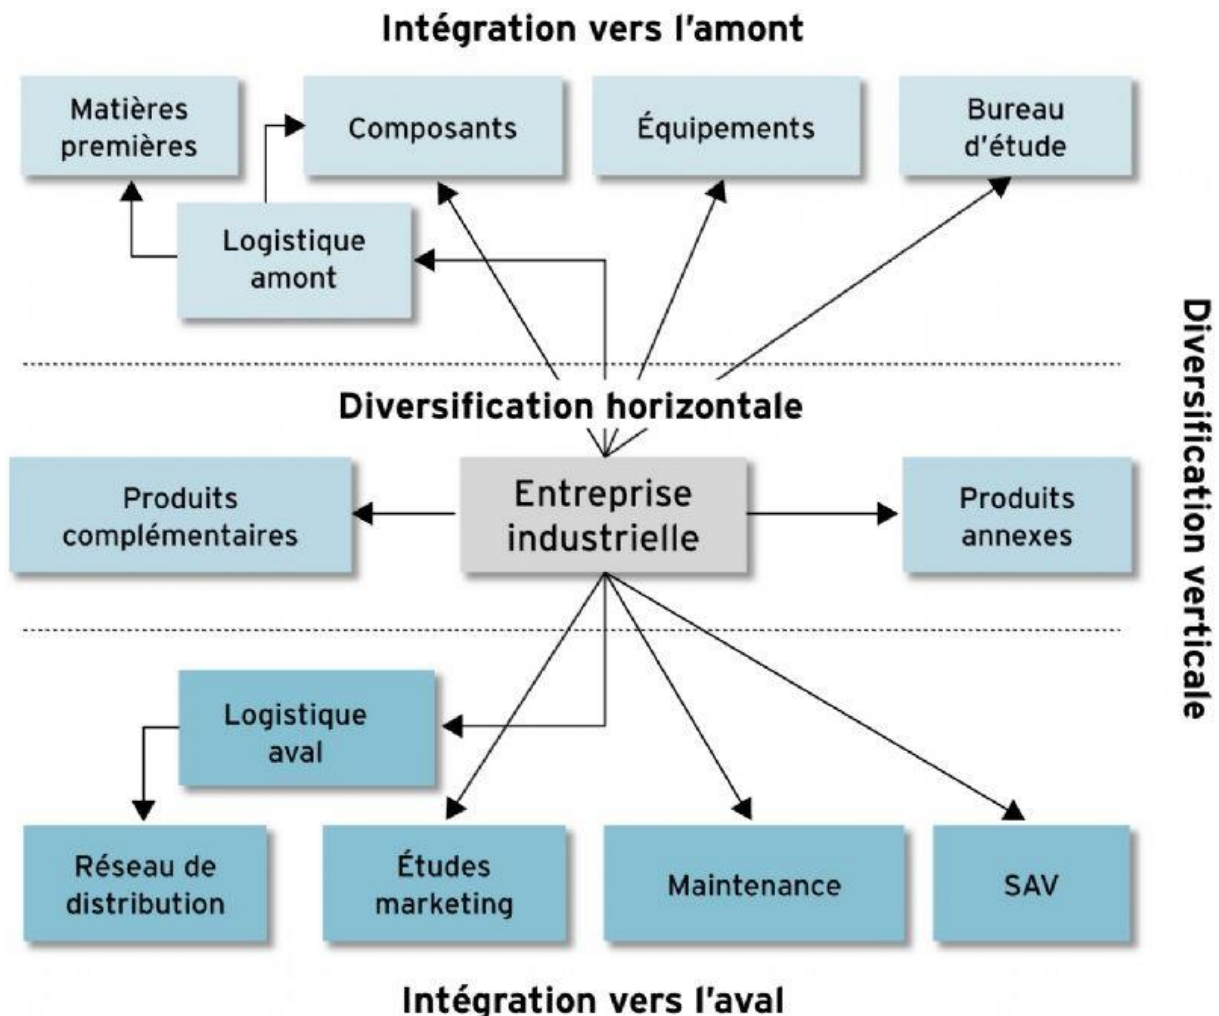 Intégration vers l'amont
Matières
premières
Composants
Équipements
Bureau
d'étude
Logistique
amont
Diversification horizontale
Produits
complémentaires
Entreprise
industrielle
Produits
annexes
Diversification verticale
Logistique
aval
Réseau de
distribution
Études
marketing
Maintenance
SAV
Intégration vers l'aval